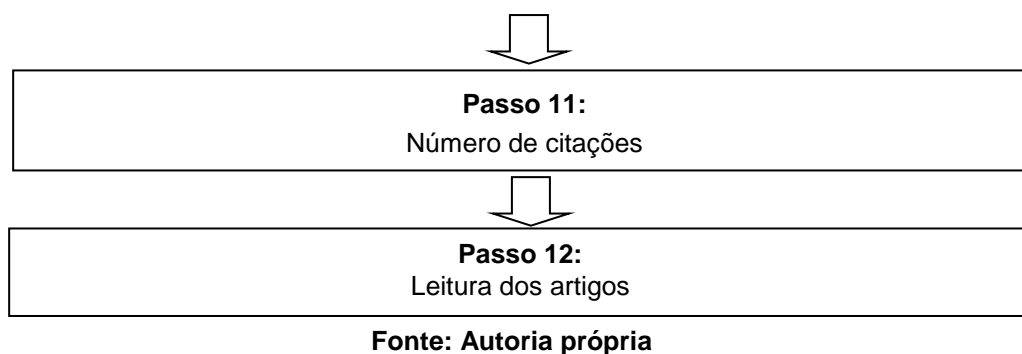 Passo 11:
Número de citações
Passo 12:
Leitura dos artigos
Fonte: Autoria própria